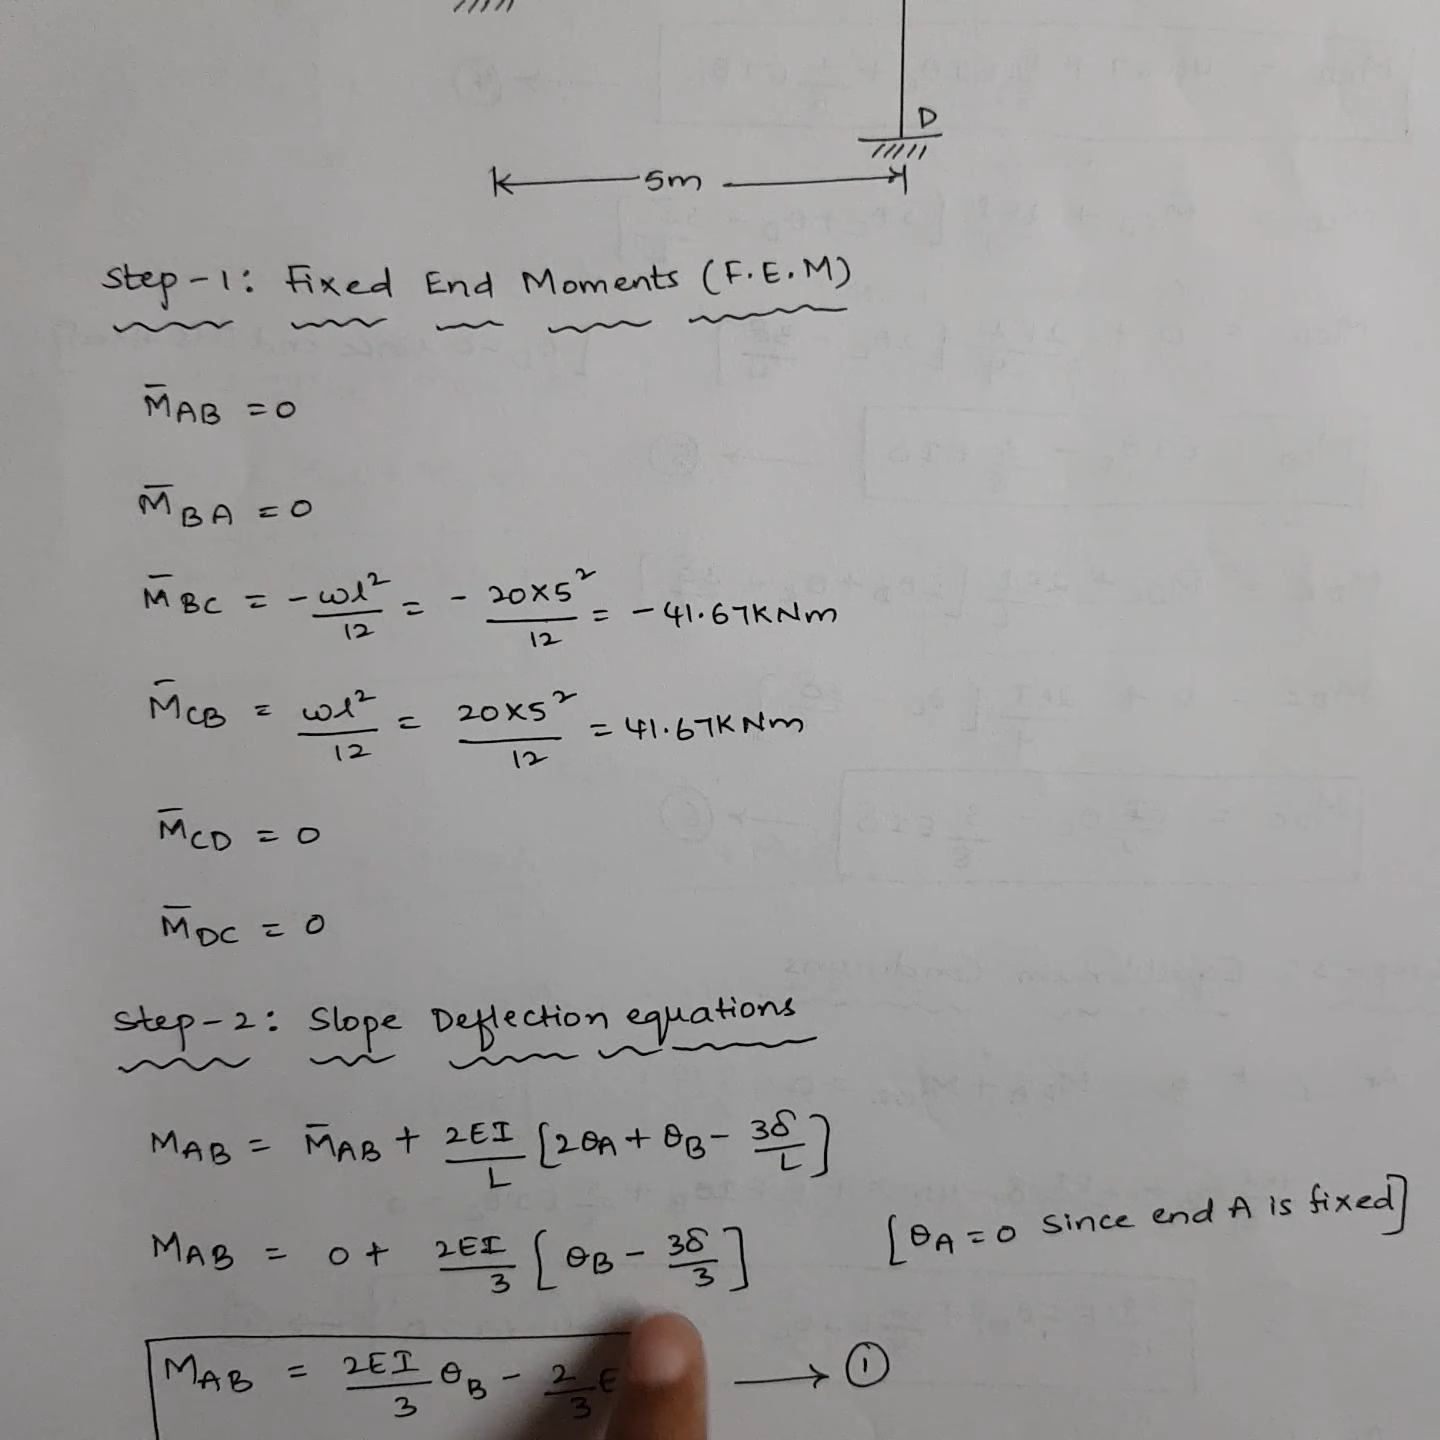 D
5m
Step-1: Fixed End Moments (F.E.M)
M̄AB = 0
M̄BA = 0
M̄BC = -wl²/12 = - 20×5²/12 = - 41.67KNm
M̄CB = wl²/12 = 20×5²/12 = 41.67KNm
M̄CD = 0
M̄DC = 0
Step-2: Slope Deflection equations
MAB = M̄AB + 2EI/L [2θA + θB - 3δ/L]
MAB = 0 + 2EI/3 [θB - 3δ/3] [θA = 0 since end A is fixed]
MAB = 2EI/3 θB - 2/3 E → ①